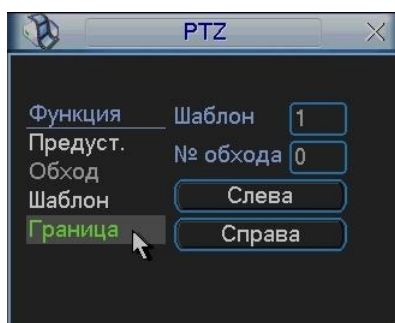 PTZ
Функция
Предуст.
Обход
Шаблон
Граница
Шаблон 1
№ обхода 0
Слева
Справа